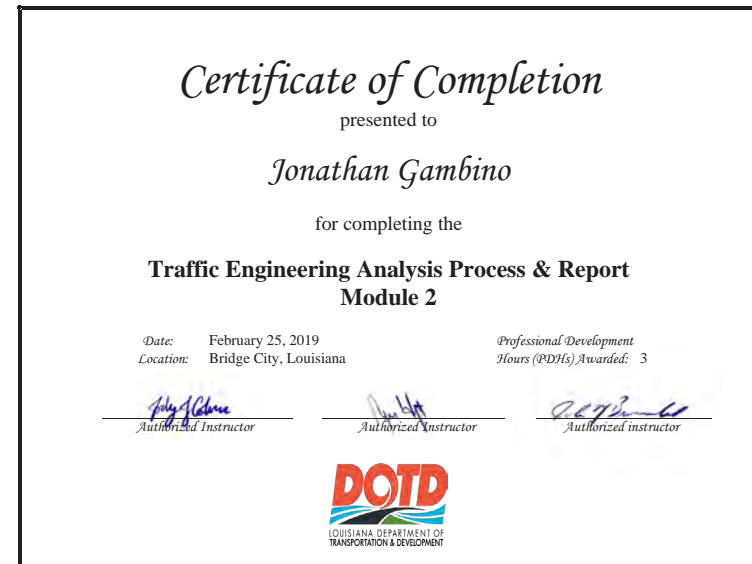 Certificate of Completion
presented to
Jonathan Gambino
for completing the
Traffic Engineering Analysis Process & Report
Module 2
Date: February 25, 2019
Location: Bridge City, Louisiana
Professional Development
Hours (PDHs) Awarded: 3
Authorized Instructor
Authorized Instructor
Authorized instructor
DOTD
LOUISIANA DEPARTMENT OF
TRANSPORTATION & DEVELOPMENT